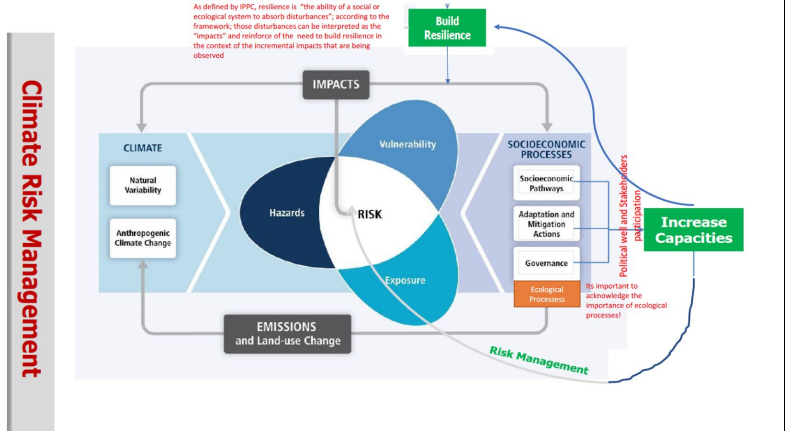 As defined by IPPC, resilience is “the ability of a social or
ecological system to absorb disturbances”; according to the
framework; those disturbances can be interpreted as the
“impacts” and reinforce of the need to build resilience in
the context of the incremental impacts that are being
observed
Build
Resilience
Climate Risk Management
IMPACTS
CLIMATE
Natural
Variability
Anthropogenic
Climate Change
Vulnerability
Hazards
RISK
Exposure
SOCIOECONOMIC
PROCESSES
Socioeconomic
Pathways
Adaptation and
Mitigation
Actions
Governance
Ecological
Processess
Political well and Stakeholders
participation
Increase
Capacities
Its important to
acknowledge the
importance of ecological
processes!
EMISSIONS
and Land-use Change
Risk Management